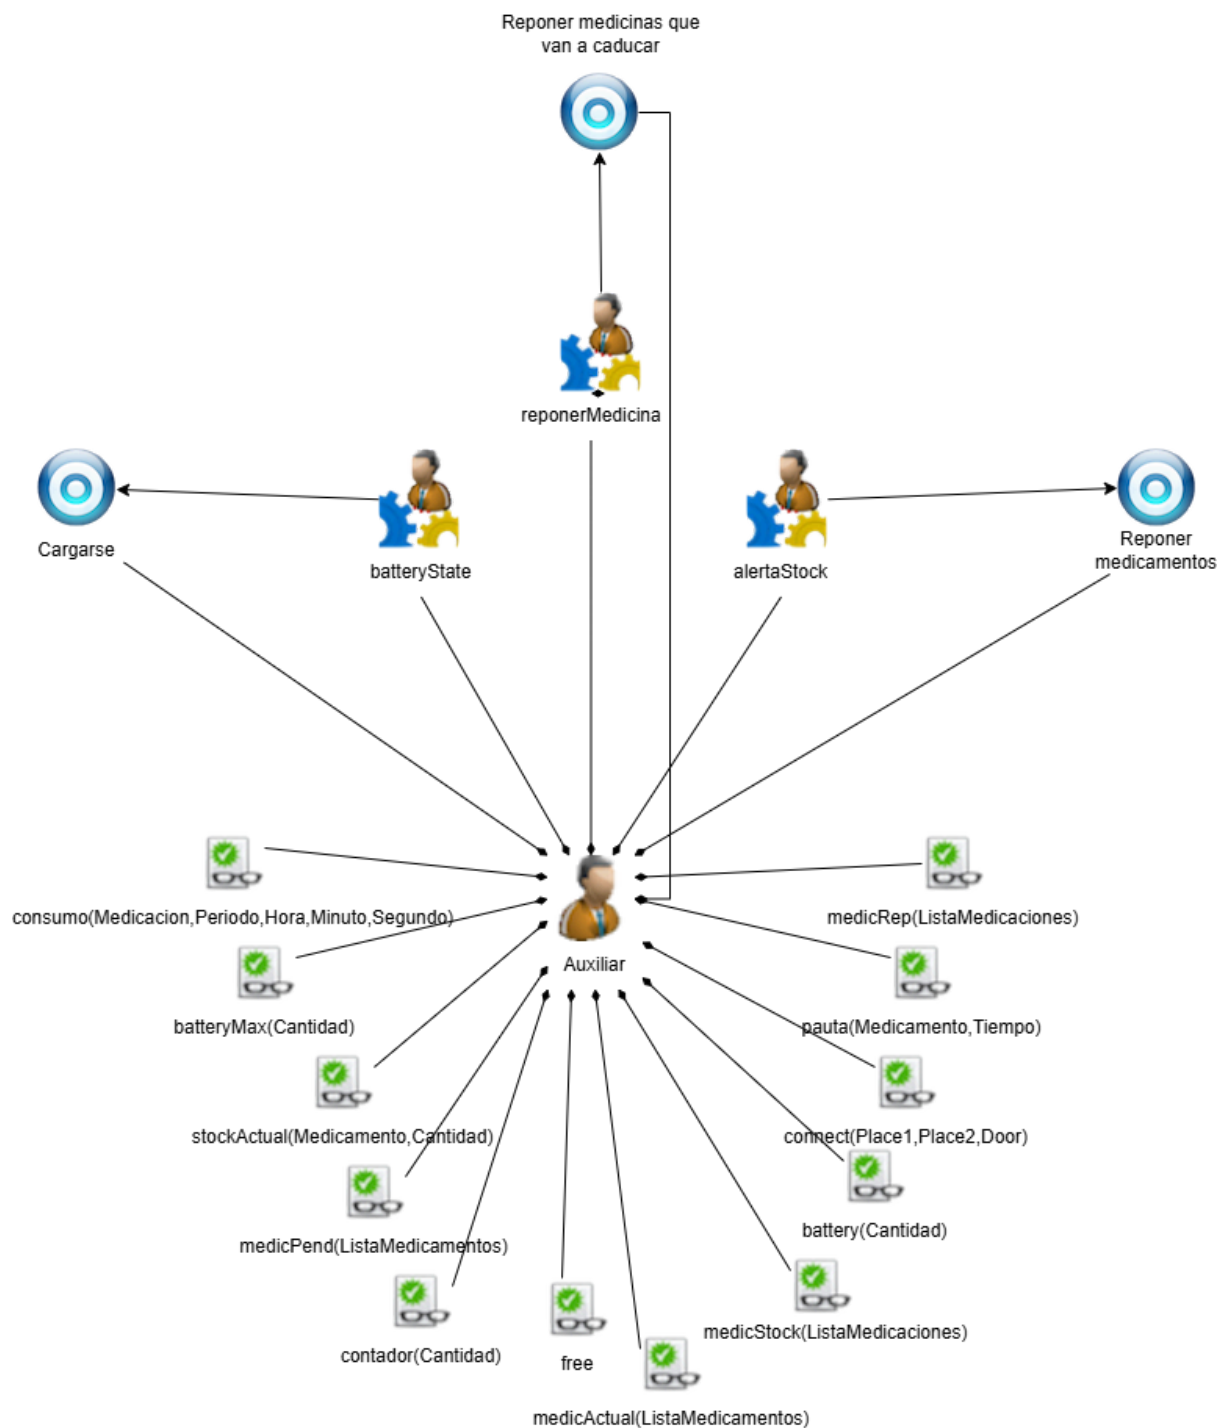 Reponer medicinas que
van a caducar
reponerMedicina
Cargarse
batteryState
alertaStock
Reponer
medicamentos
consumo(Medicacion,Periodo,Hora,Minuto,Segundo)
medicRep(ListaMedicaciones)
Auxiliar
batteryMax(Cantidad)
pauta(Medicamento,Tiempo)
stockActual(Medicamento,Cantidad)
connect(Place1,Place2,Door)
medicPend(ListaMedicamentos)
battery(Cantidad)
contador(Cantidad)
free
medicStock(ListaMedicaciones)
medicActual(ListaMedicamentos)